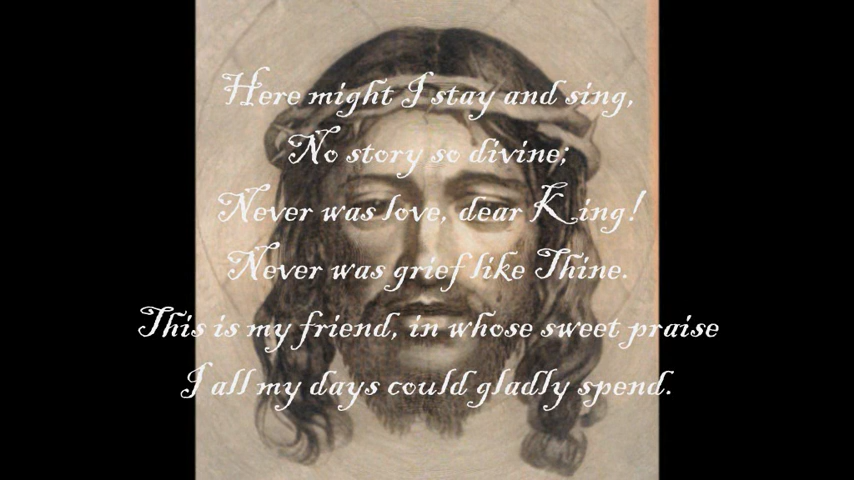 Here might I stay and sing,
No story so divine;
Never was love, dear King!
Never was grief like Thine.
This is my friend, in whose sweet praise
I all my days could gladly spend.